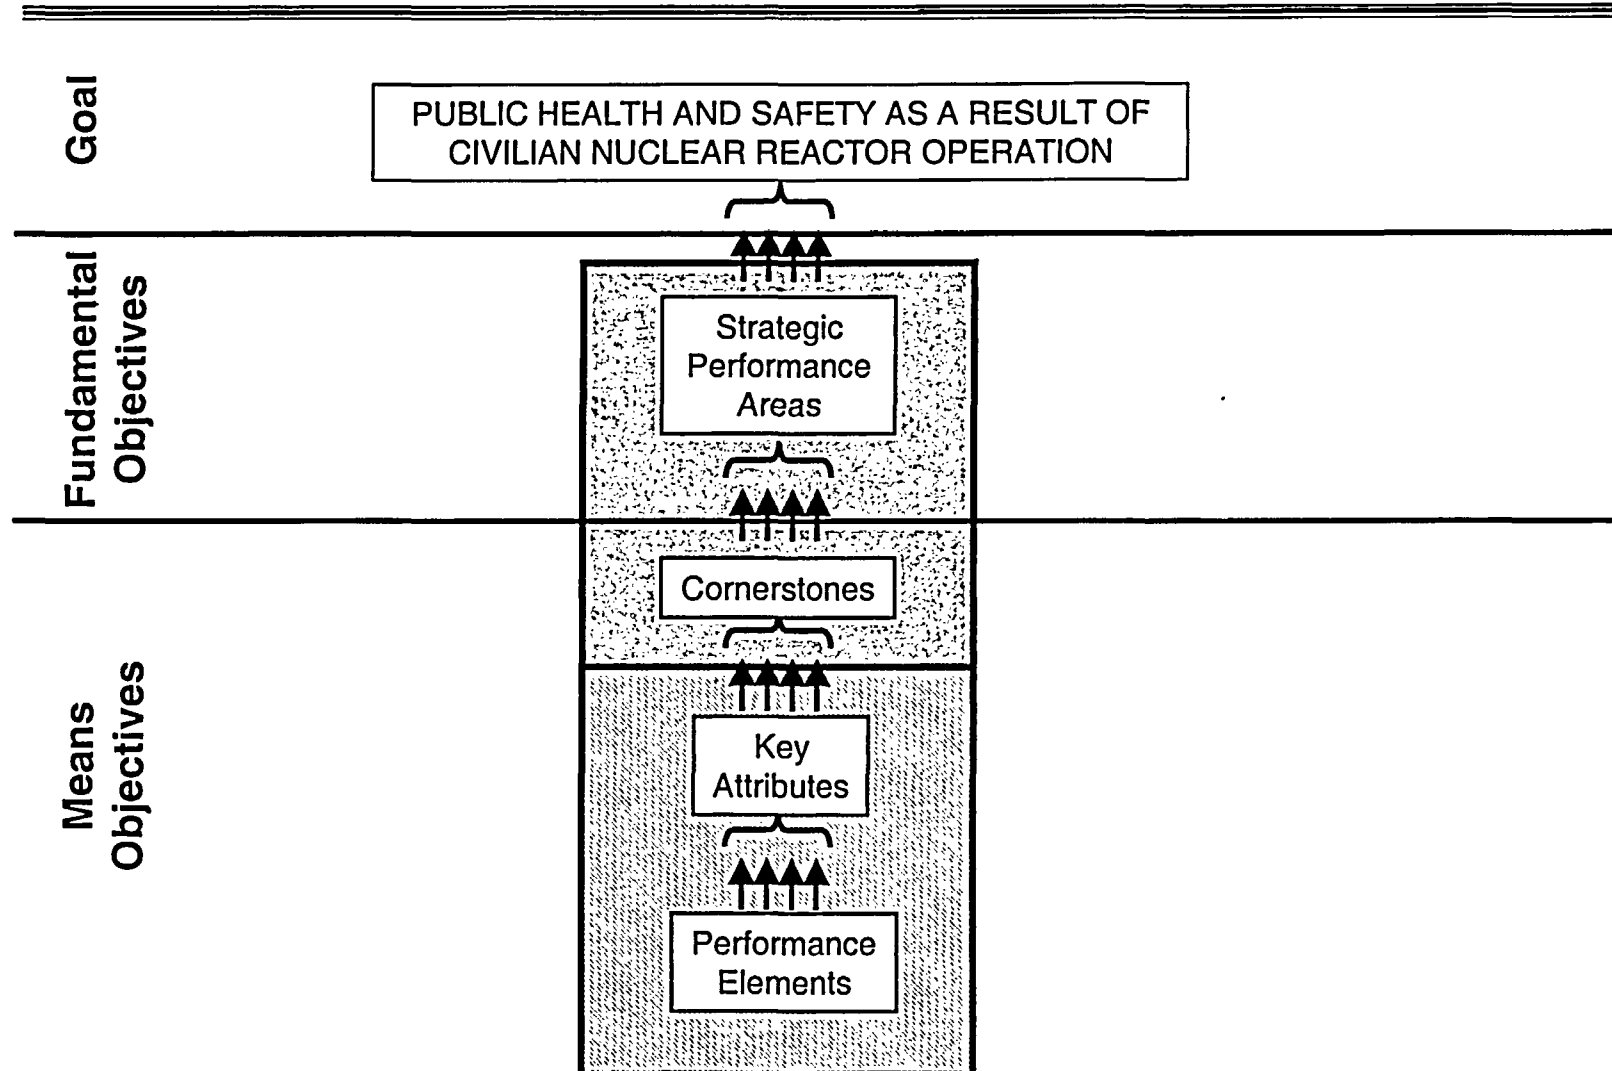 Goal
PUBLIC HEALTH AND SAFETY AS A RESULT OF
CIVILIAN NUCLEAR REACTOR OPERATION
Fundamental
Objectives
Strategic
Performance
Areas
Means
Objectives
Cornerstones
Key
Attributes
Performance
Elements